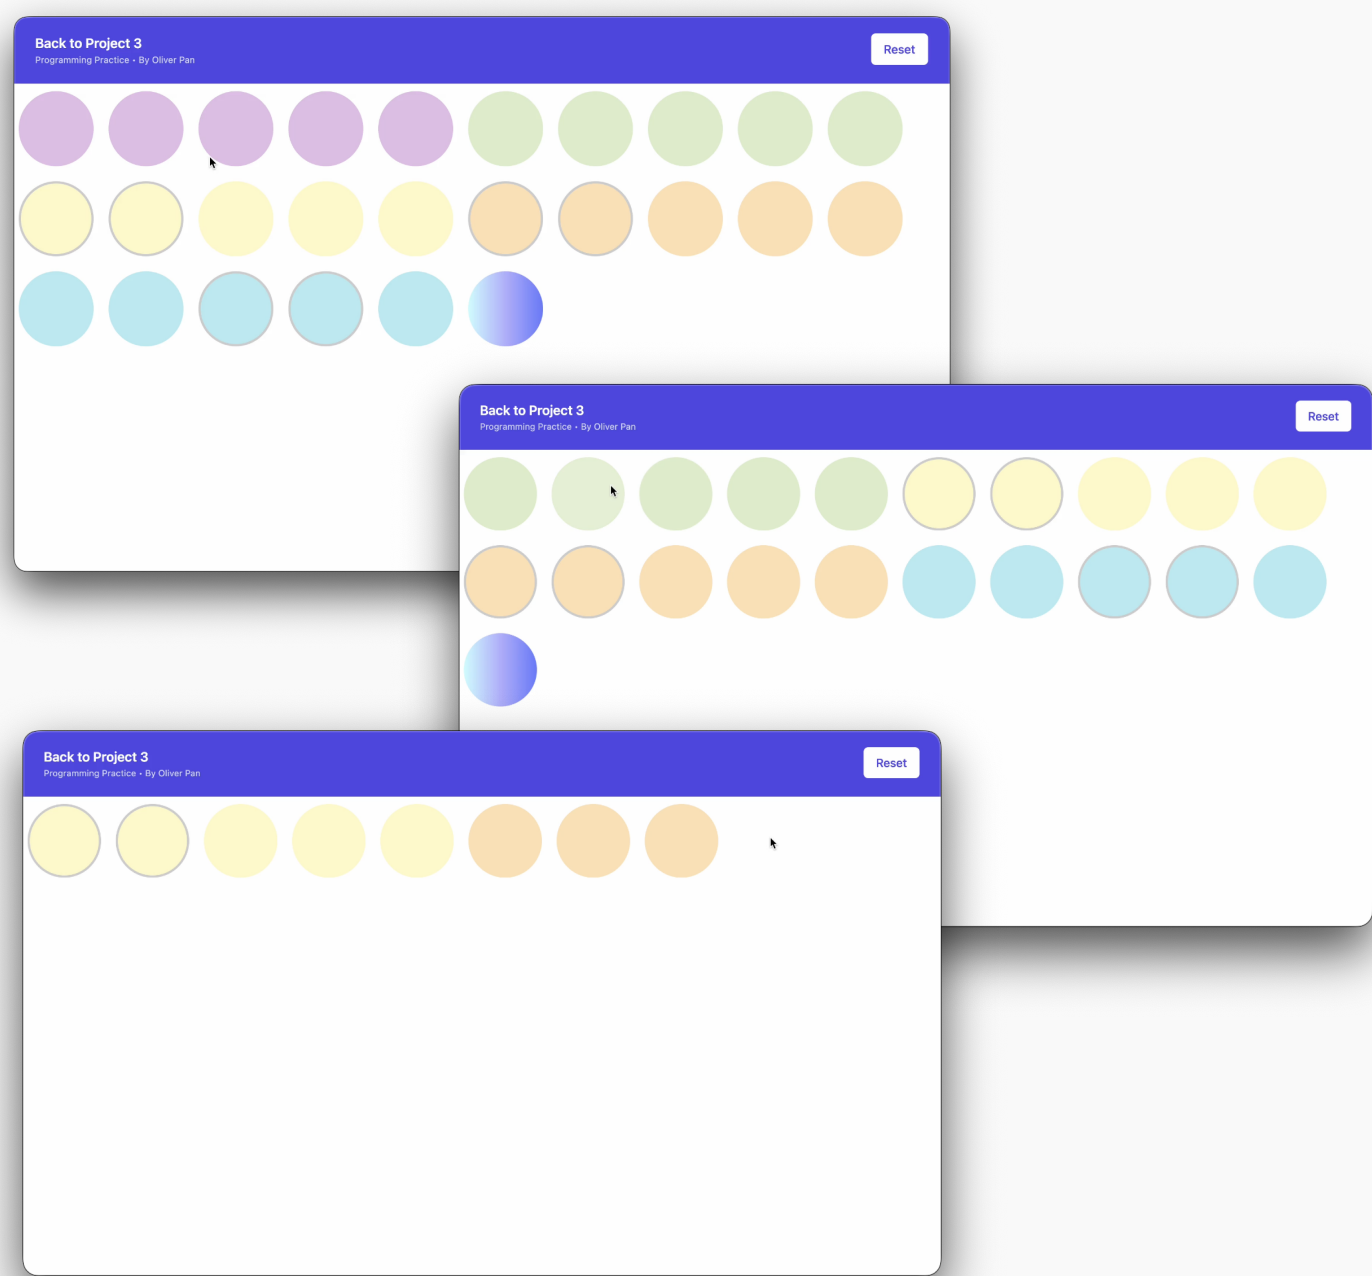 Back to Project 3
Programming Practice • By Oliver Pan
Reset
Back to Project 3
Programming Practice • By Oliver Pan
Reset
Back to Project 3
Programming Practice • By Oliver Pan
Reset